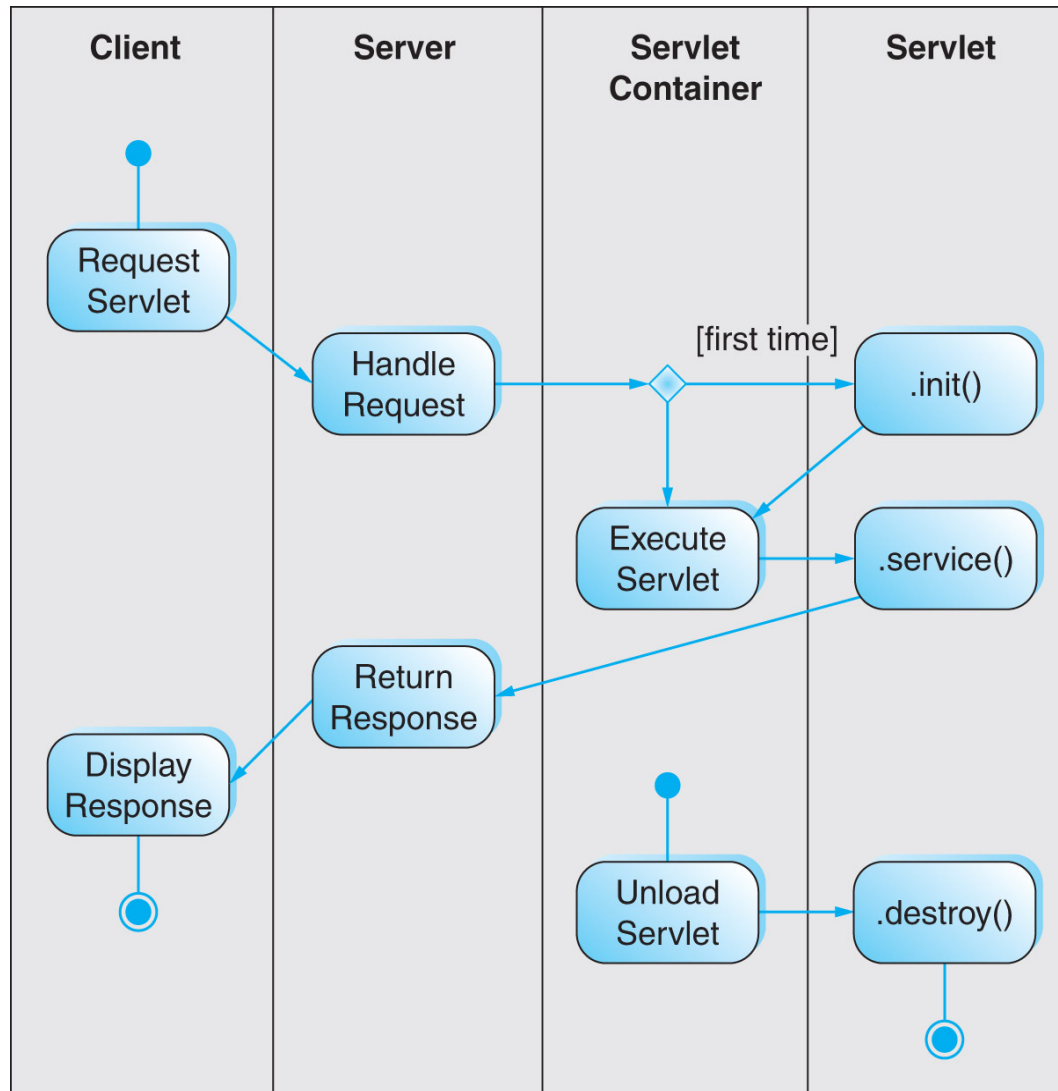 Client
Server
Servlet
Container
Servlet
Request
Servlet
Handle
Request
[first time]
.init()
Execute
Servlet
.service()
Return
Response
Display
Response
Unload
Servlet
.destroy()